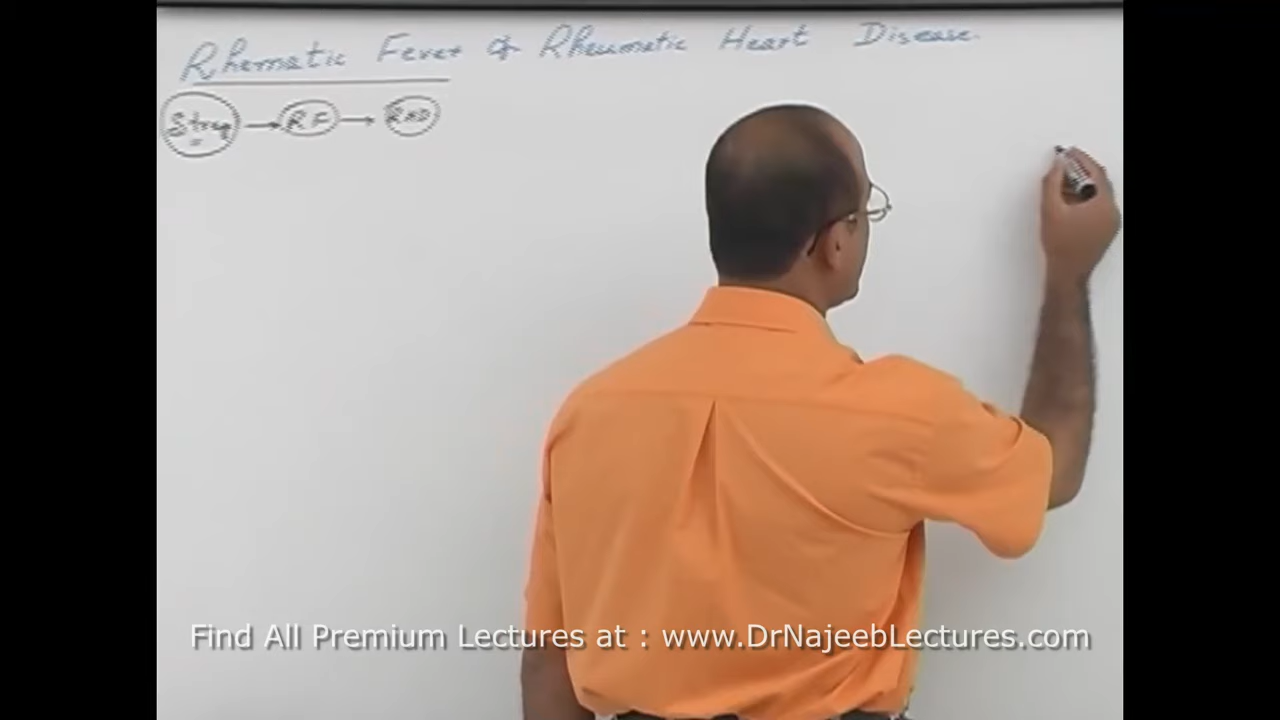 Rhematic Fever & Rheumatic Heart Disease.
Strep → RF → RHD
Find All Premium Lectures at : www.DrNajeebLectures.com